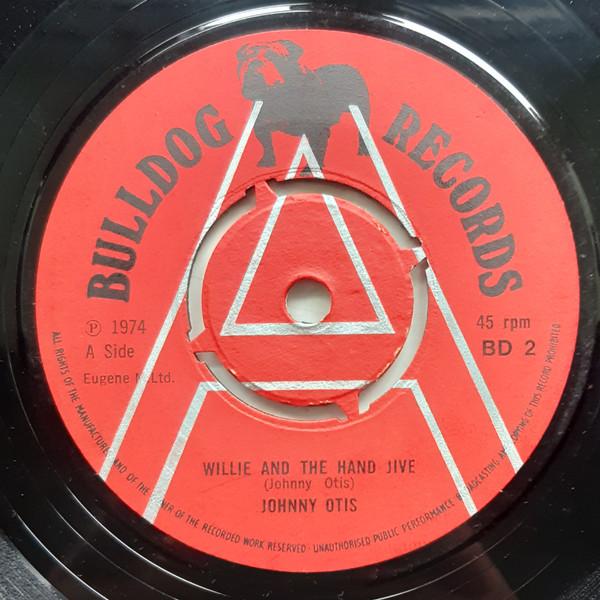 BULLDOG RECORDS
℗ 1974
A Side
Eugene M. Ltd.
45 rpm
BD 2
A
WILLIE AND THE HAND JIVE
(Johnny Otis)
JOHNNY OTIS
ALL RIGHTS OF THE MANUFACTURER AND OF THE OWNER OF THE RECORDED WORK RESERVED · UNAUTHORISED PUBLIC PERFORMANCE BROADCASTING AND COPYING OF THIS RECORD PROHIBITED